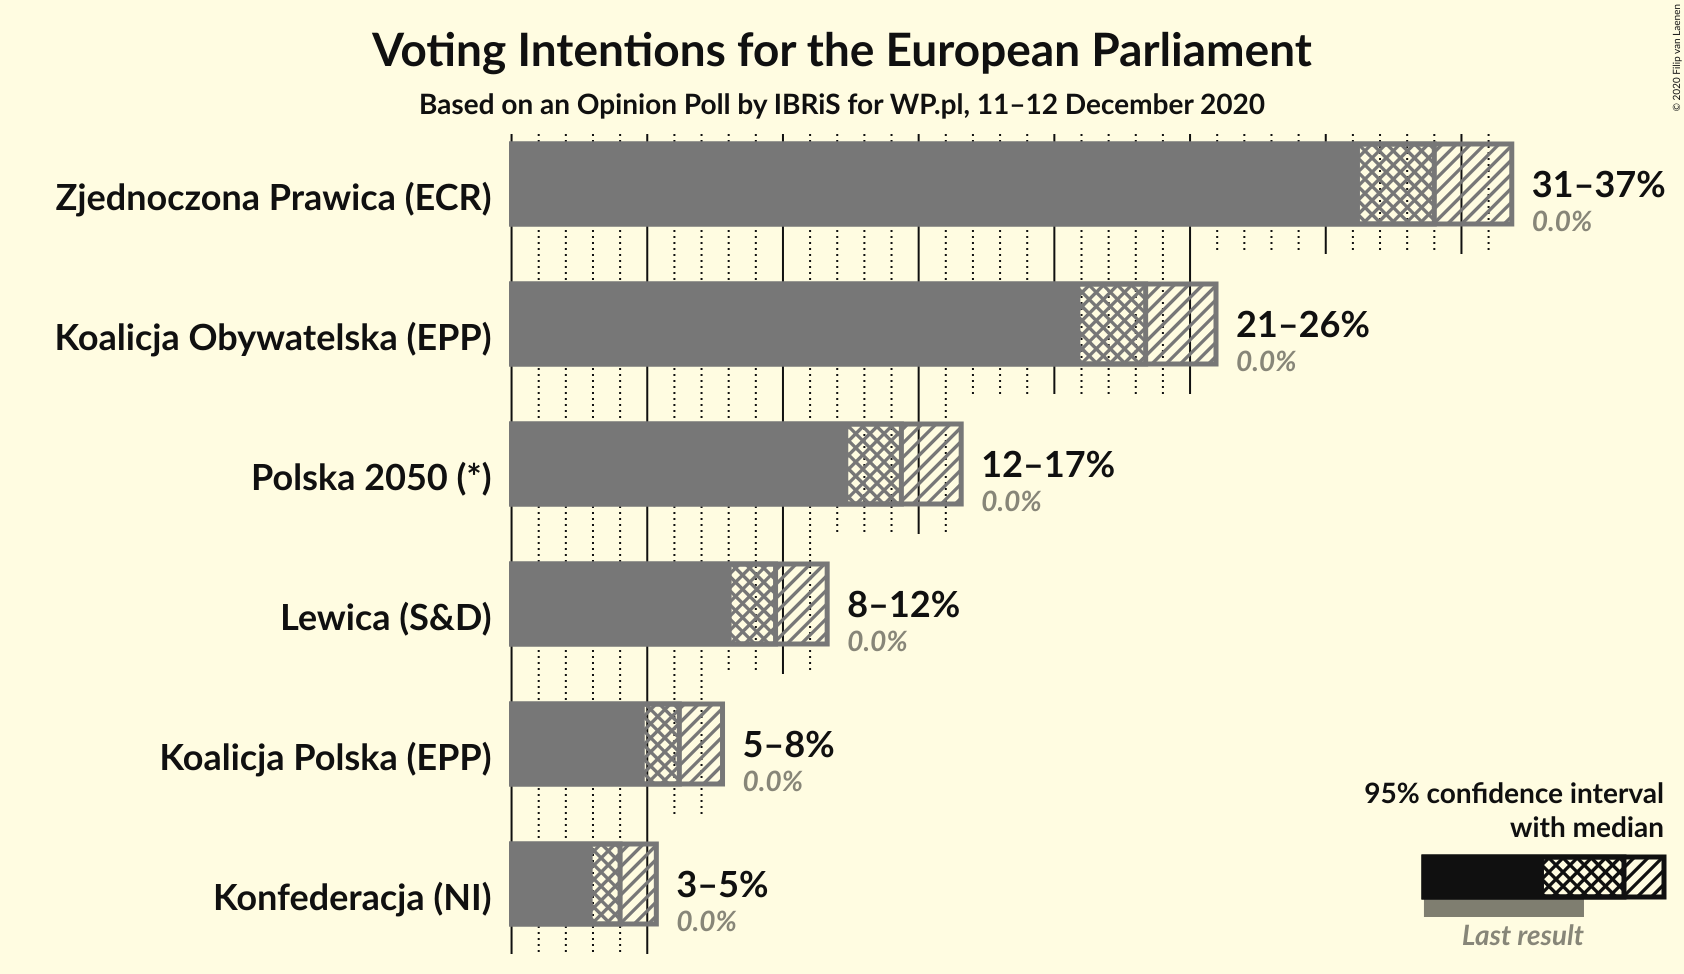 Voting Intentions for the European Parliament
Based on an Opinion Poll by IBRiS for WP.pl, 11–12 December 2020
© 2020 Filip van Laenen
Zjednoczona Prawica (ECR)
31–37%
0.0%
Koalicja Obywatelska (EPP)
21–26%
0.0%
Polska 2050 (*)
12–17%
0.0%
Lewica (S&D)
8–12%
0.0%
Koalicja Polska (EPP)
5–8%
0.0%
Konfederacja (NI)
3–5%
0.0%
95% confidence interval
with median
Last result